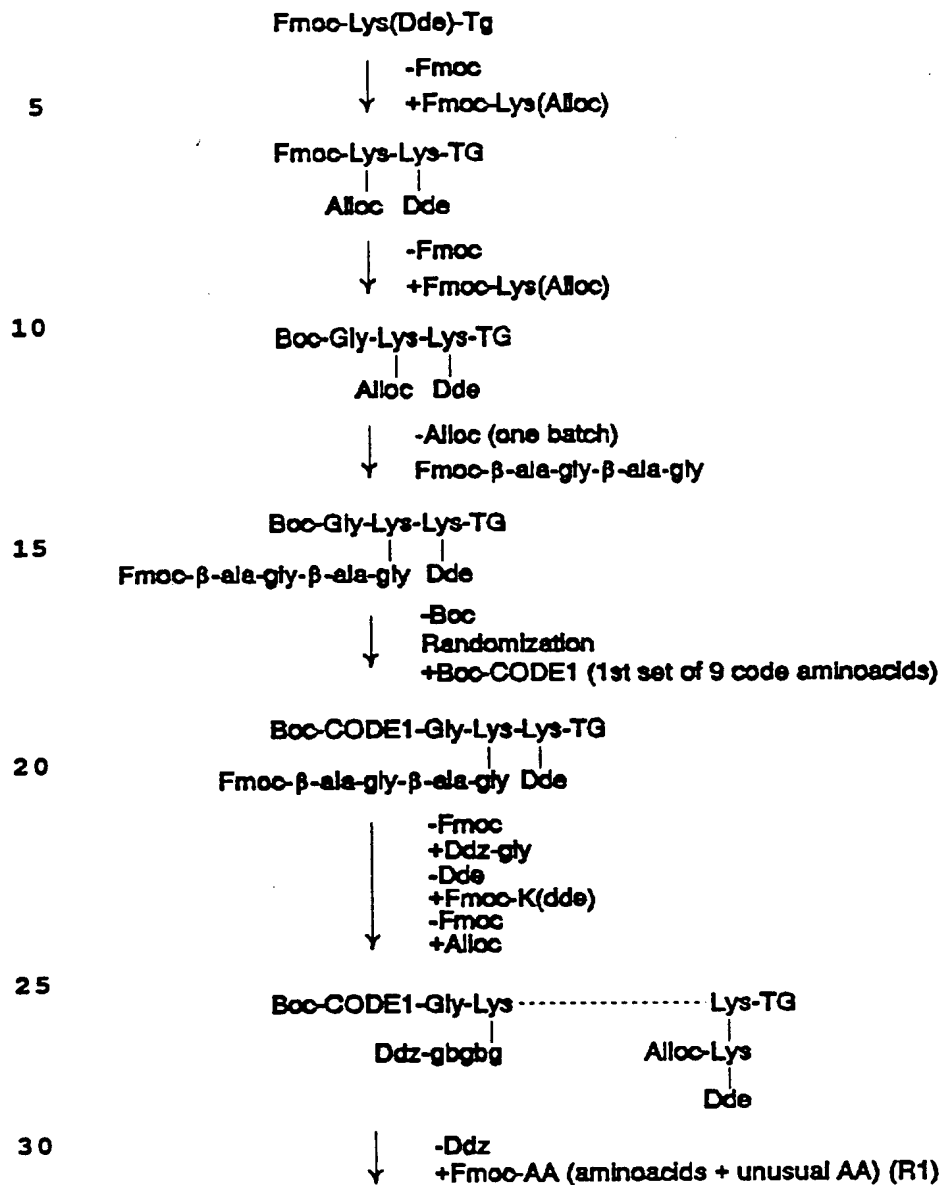 Fmoc-Lys(Dde)-Tg
-Fmoc
5
+Fmoc-Lys(Alloc)
Fmoc-Lys-Lys-TG
Alloc Dde
-Fmoc
+Fmoc-Lys(Alloc)
10
Boc-Gly-Lys-Lys-TG
Alloc Dde
-Alloc (one batch)
Fmoc-β-ala-gly-β-ala-gly
Boc-Gly-Lys-Lys-TG
15
Fmoc-β-ala-gly-β-ala-gly Dde
-Boc
Randomization
+Boc-CODE1 (1st set of 9 code aminoacids)
Boc-CODE1-Gly-Lys-Lys-TG
20
Fmoc-β-ala-gly-β-ala-gly Dde
-Fmoc
+Ddz-gly
-Dde
+Fmoc-K(dde)
-Fmoc
+Alloc
25
Boc-CODE1-Gly-Lys ----------------- Lys-TG
Ddz-gbgbg Alloc-Lys
Dde
30
-Ddz
+Fmoc-AA (aminoacids + unusual AA) (R1)